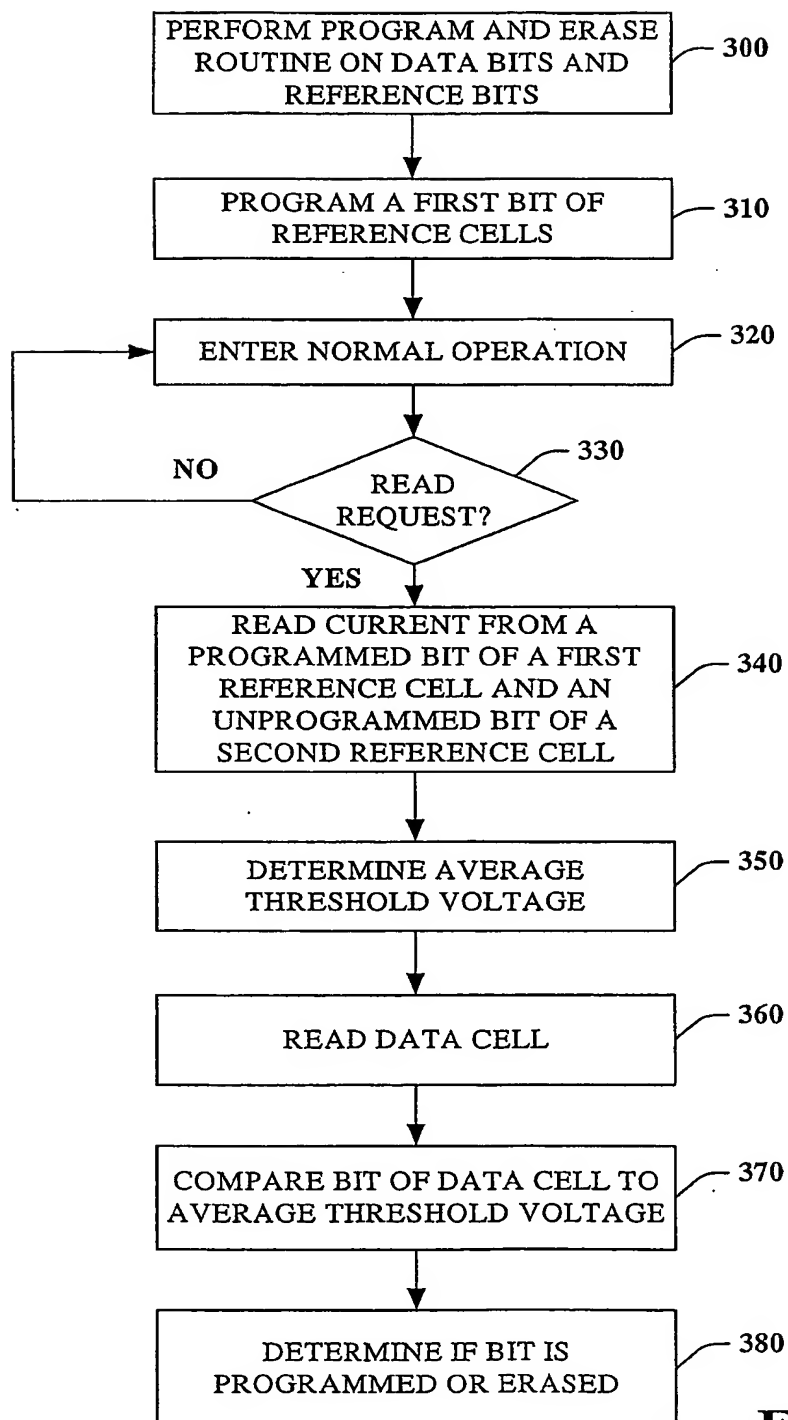 PERFORM PROGRAM AND ERASE
ROUTINE ON DATA BITS AND
REFERENCE BITS
300
PROGRAM A FIRST BIT OF
REFERENCE CELLS
310
ENTER NORMAL OPERATION
320
READ
REQUEST?
330
NO
YES
READ CURRENT FROM A
PROGRAMMED BIT OF A FIRST
REFERENCE CELL AND AN
UNPROGRAMMED BIT OF A
SECOND REFERENCE CELL
340
DETERMINE AVERAGE
THRESHOLD VOLTAGE
350
READ DATA CELL
360
COMPARE BIT OF DATA CELL TO
AVERAGE THRESHOLD VOLTAGE
370
DETERMINE IF BIT IS
PROGRAMMED OR ERASED
380